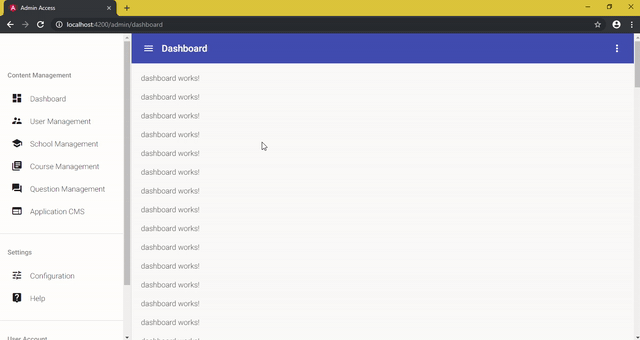 Admin Access
localhost:4200/admin/dashboard
Dashboard
Content Management
Dashboard
User Management
School Management
Course Management
Question Management
Application CMS
Settings
Configuration
Help
User Account
dashboard works!
dashboard works!
dashboard works!
dashboard works!
dashboard works!
dashboard works!
dashboard works!
dashboard works!
dashboard works!
dashboard works!
dashboard works!
dashboard works!
dashboard works!
dashboard works!